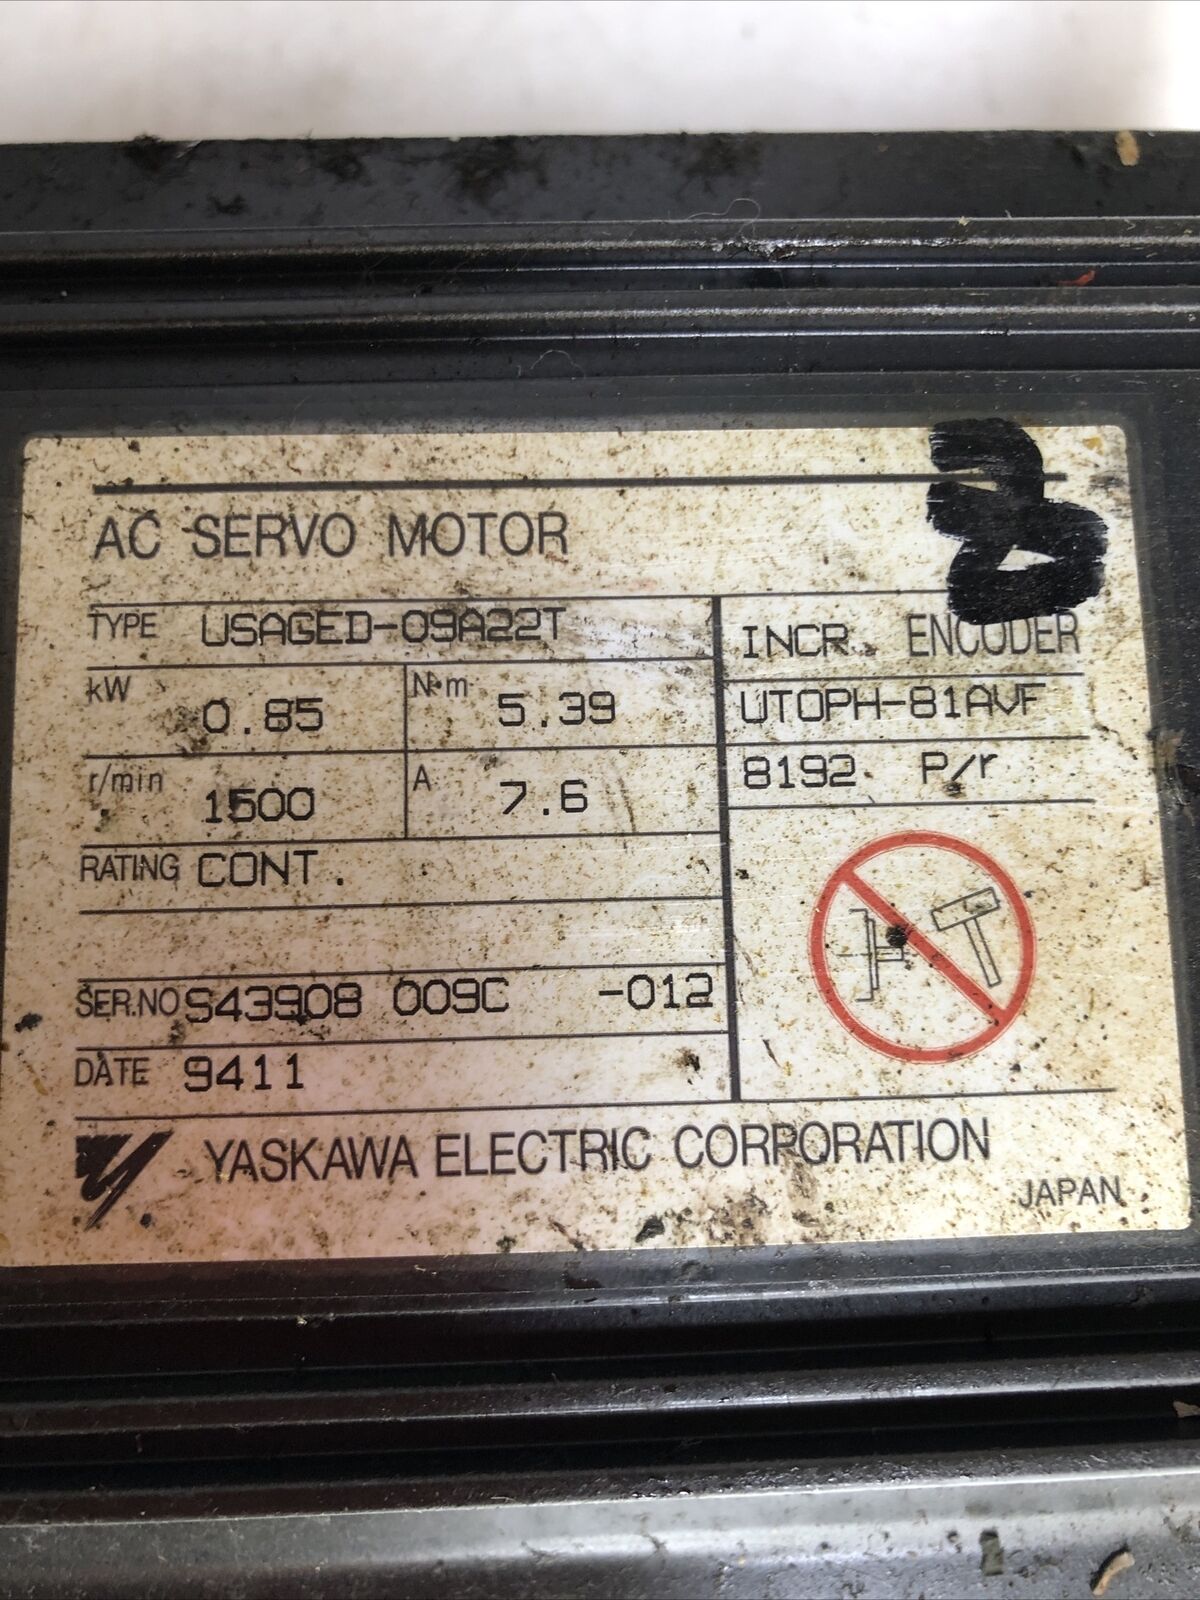 AC SERVO MOTOR
TYPE USAGED-09A22T
kW 0.85 N·m 5.39
r/min 1500 A 7.6
RATING CONT.
SER.NO S43908 009C -012
DATE 9411
INCR. ENCODER
UTOPH-81AVF
8192 P/r
YASKAWA ELECTRIC CORPORATION
JAPAN